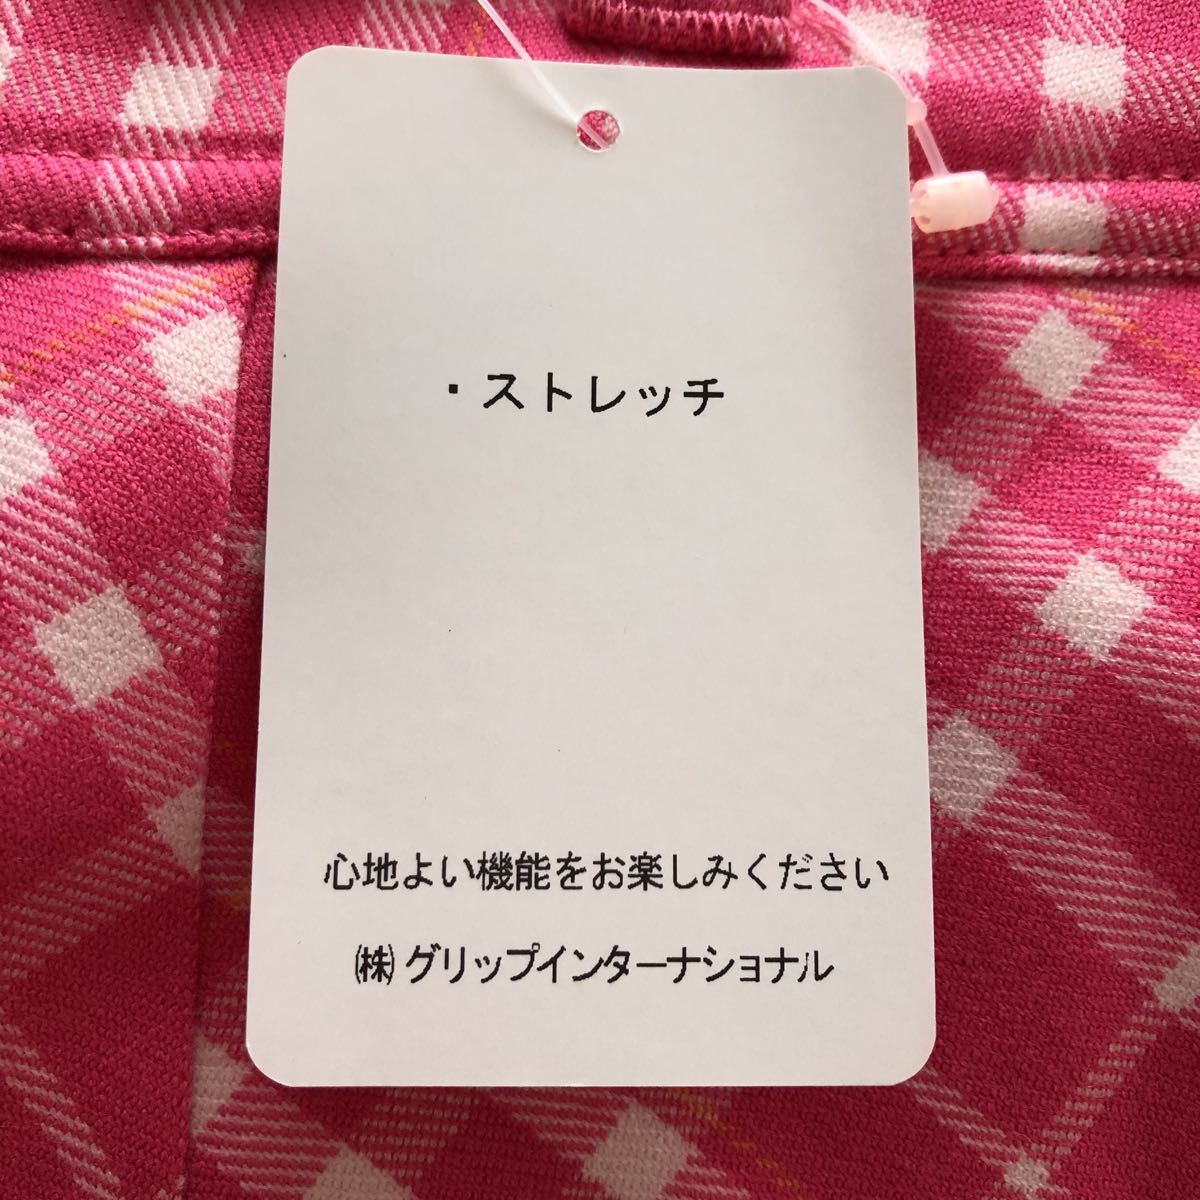 ・ストレッチ
心地よい機能をお楽しみください
㈱グリップインターナショナル